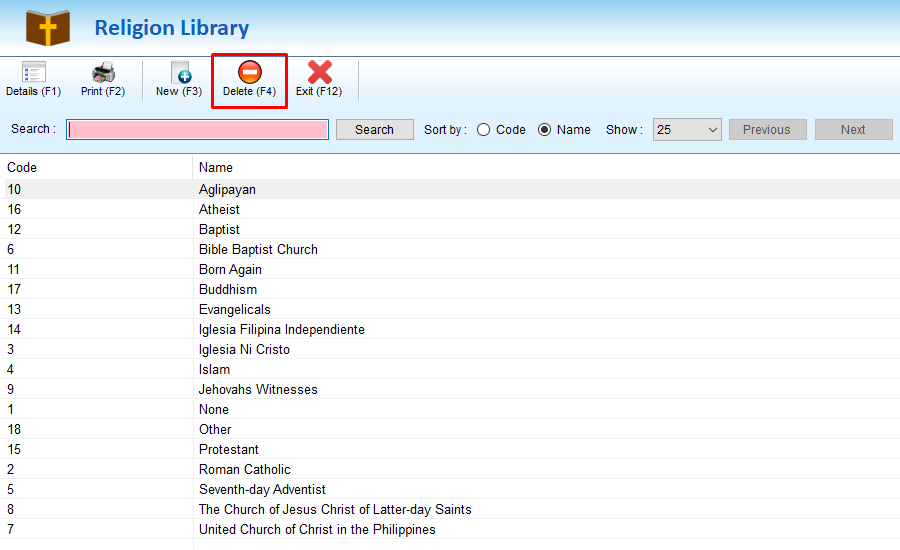 Religion Library
Details (F1) Print (F2) New (F3) Delete (F4) Exit (F12)
Search : Search Sort by : Code Name Show : 25 Previous Next
Code Name
10 Aglipayan
16 Atheist
12 Baptist
6 Bible Baptist Church
11 Born Again
17 Buddhism
13 Evangelicals
14 Iglesia Filipina Independiente
3 Iglesia Ni Cristo
4 Islam
9 Jehovahs Witnesses
1 None
18 Other
15 Protestant
2 Roman Catholic
5 Seventh-day Adventist
8 The Church of Jesus Christ of Latter-day Saints
7 United Church of Christ in the Philippines